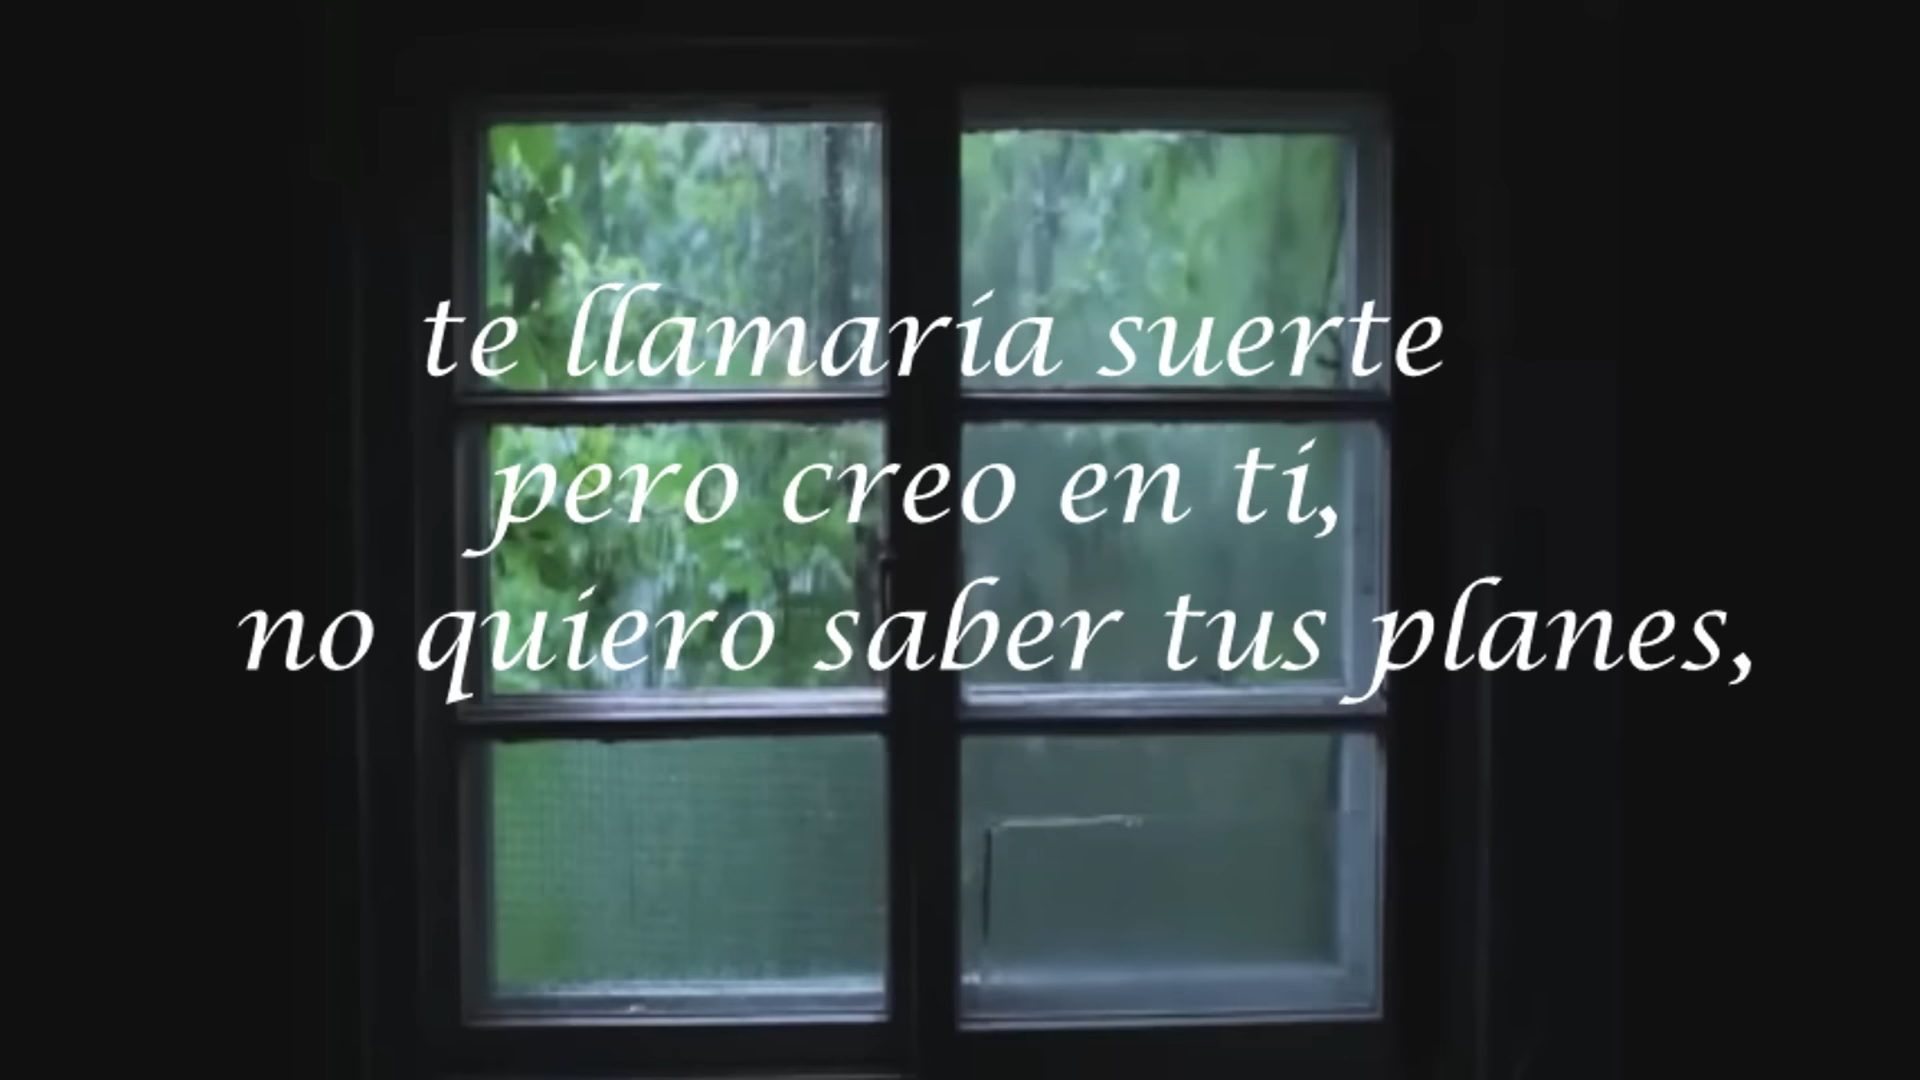 te llamaría suerte
pero creo en ti,
no quiero saber tus planes,